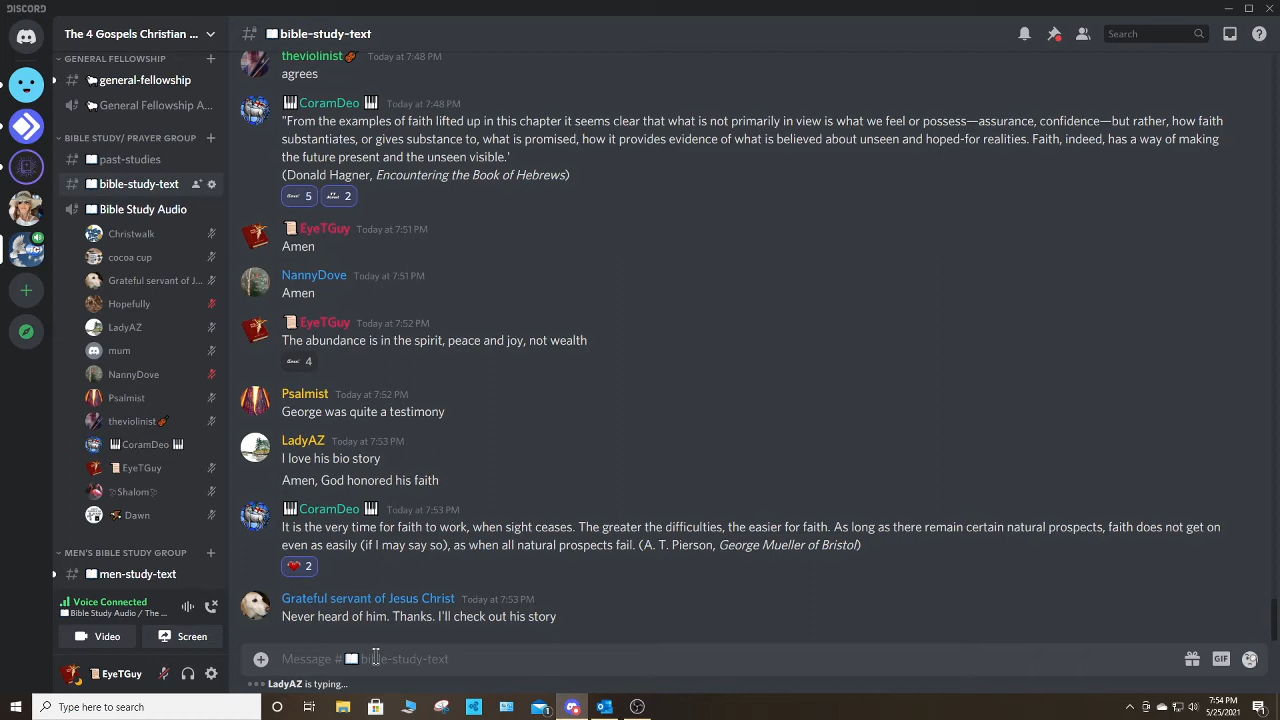 DISCORD
The 4 Gospels Christian ...
GENERAL FELLOWSHIP
general-fellowship
General Fellowship A...
BIBLE STUDY/ PRAYER GROUP
past-studies
bible-study-text
Bible Study Audio
Christwalk
cocoa cup
Grateful servant of J...
Hopefully
LadyAZ
mum
NannyDove
Psalmist
theviolinist
CoramDeo
EyeTGuy
Shalom
Dawn
MEN'S BIBLE STUDY GROUP
men-study-text
Voice Connected
Bible Study Audio / The ...
Video
Screen
EyeTGuy
bible-study-text
Search
theviolinist Today at 7:48 PM
agrees
CoramDeo Today at 7:48 PM
"From the examples of faith lifted up in this chapter it seems clear that what is not primarily in view is what we feel or possess—assurance, confidence—but rather, how faith
substantiates, or gives substance to, what is promised, how it provides evidence of what is believed about unseen and hoped-for realities. Faith, indeed, has a way of making
the future present and the unseen visible.'
(Donald Hagner, Encountering the Book of Hebrews)
5 2
EyeTGuy Today at 7:51 PM
Amen
NannyDove Today at 7:51 PM
Amen
EyeTGuy Today at 7:52 PM
The abundance is in the spirit, peace and joy, not wealth
4
Psalmist Today at 7:52 PM
George was quite a testimony
LadyAZ Today at 7:53 PM
I love his bio story
Amen, God honored his faith
CoramDeo Today at 7:53 PM
It is the very time for faith to work, when sight ceases. The greater the difficulties, the easier for faith. As long as there remain certain natural prospects, faith does not get on
even as easily (if I may say so), as when all natural prospects fail. (A. T. Pierson, George Mueller of Bristol)
2
Grateful servant of Jesus Christ Today at 7:53 PM
Never heard of him. Thanks. I'll check out his story
Message # bible-study-text
GIF
LadyAZ is typing...
Type here to search
7:54 PM
5/25/2021